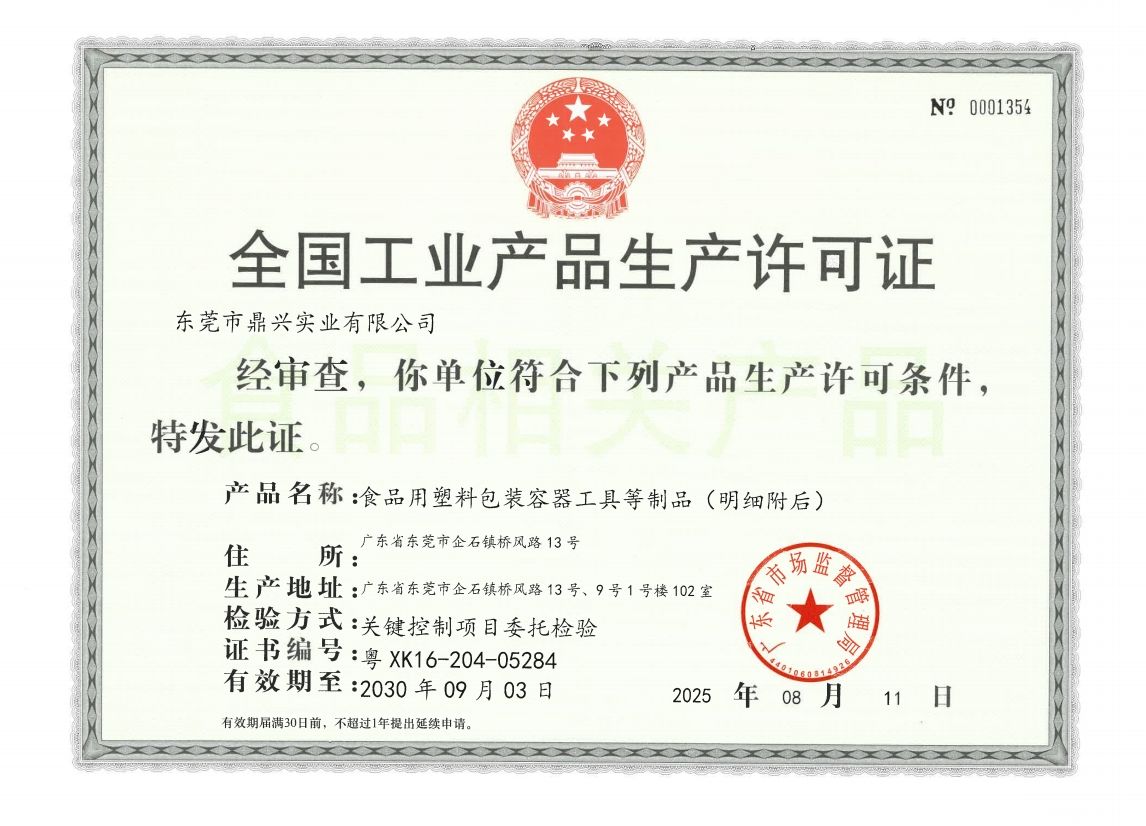 Nº 0001354
全国工业产品生产许可证
东莞市鼎兴实业有限公司
食品相关产品
经审查，你单位符合下列产品生产许可条件，
特发此证。
产品名称：食品用塑料包装容器工具等制品（明细附后）
住 所：广东省东莞市企石镇桥风路 13 号
生产地址：广东省东莞市企石镇桥风路 13 号、9 号 1 号楼 102 室
检验方式：关键控制项目委托检验
证书编号：粤 XK16-204-05284
有效期至：2030 年 09 月 03 日
广东省市场监督管理局
4401060814926
2025 年 08 月 11 日
有效期届满30日前，不超过1年提出延续申请。